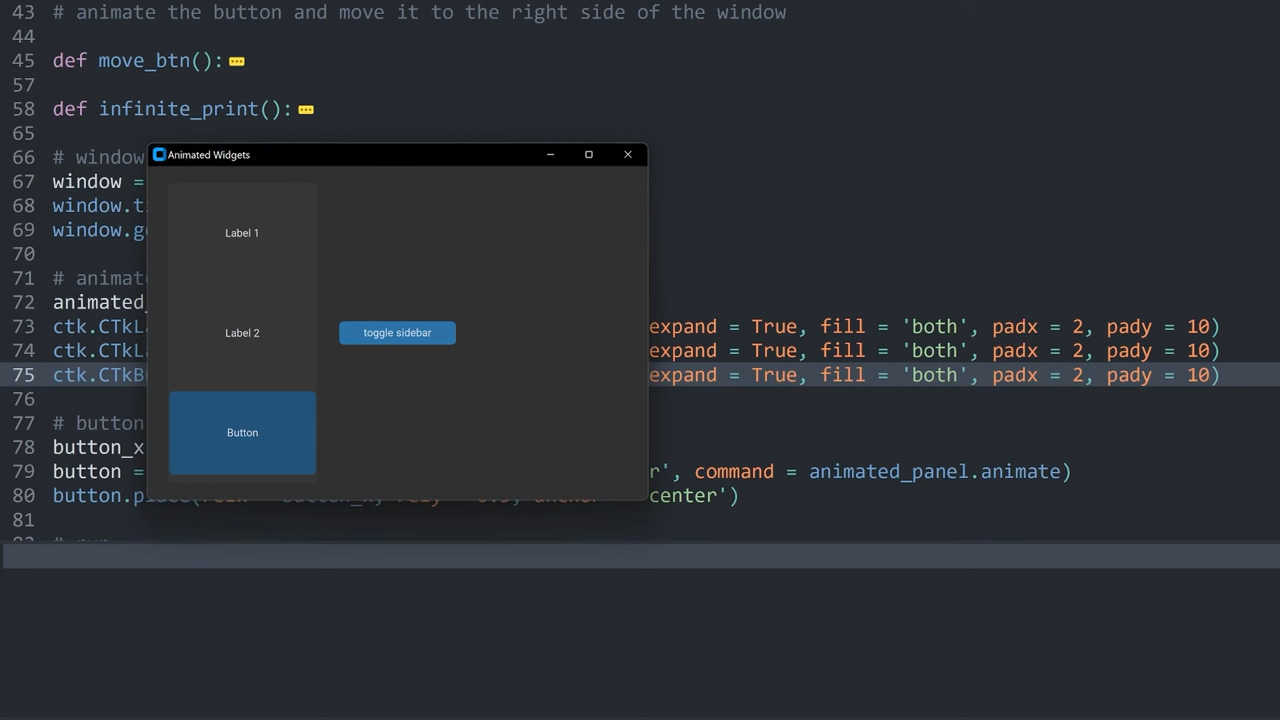 43 # animate the button and move it to the right side of the window
44
45 def move_btn():
57
58 def infinite_print():
65
66 # window
67 window =
68 window.t
69 window.ge
70
71 # animat
72 animated_
73 ctk.CTkL expand = True, fill = 'both', padx = 2, pady = 10)
74 ctk.CTkL expand = True, fill = 'both', padx = 2, pady = 10)
75 ctk.CTkB expand = True, fill = 'both', padx = 2, pady = 10)
76
77 # button
78 button_x
79 button = r', command = animated_panel.animate)
80 button.place( center')
81
Animated Widgets
Label 1
Label 2
toggle sidebar
Button